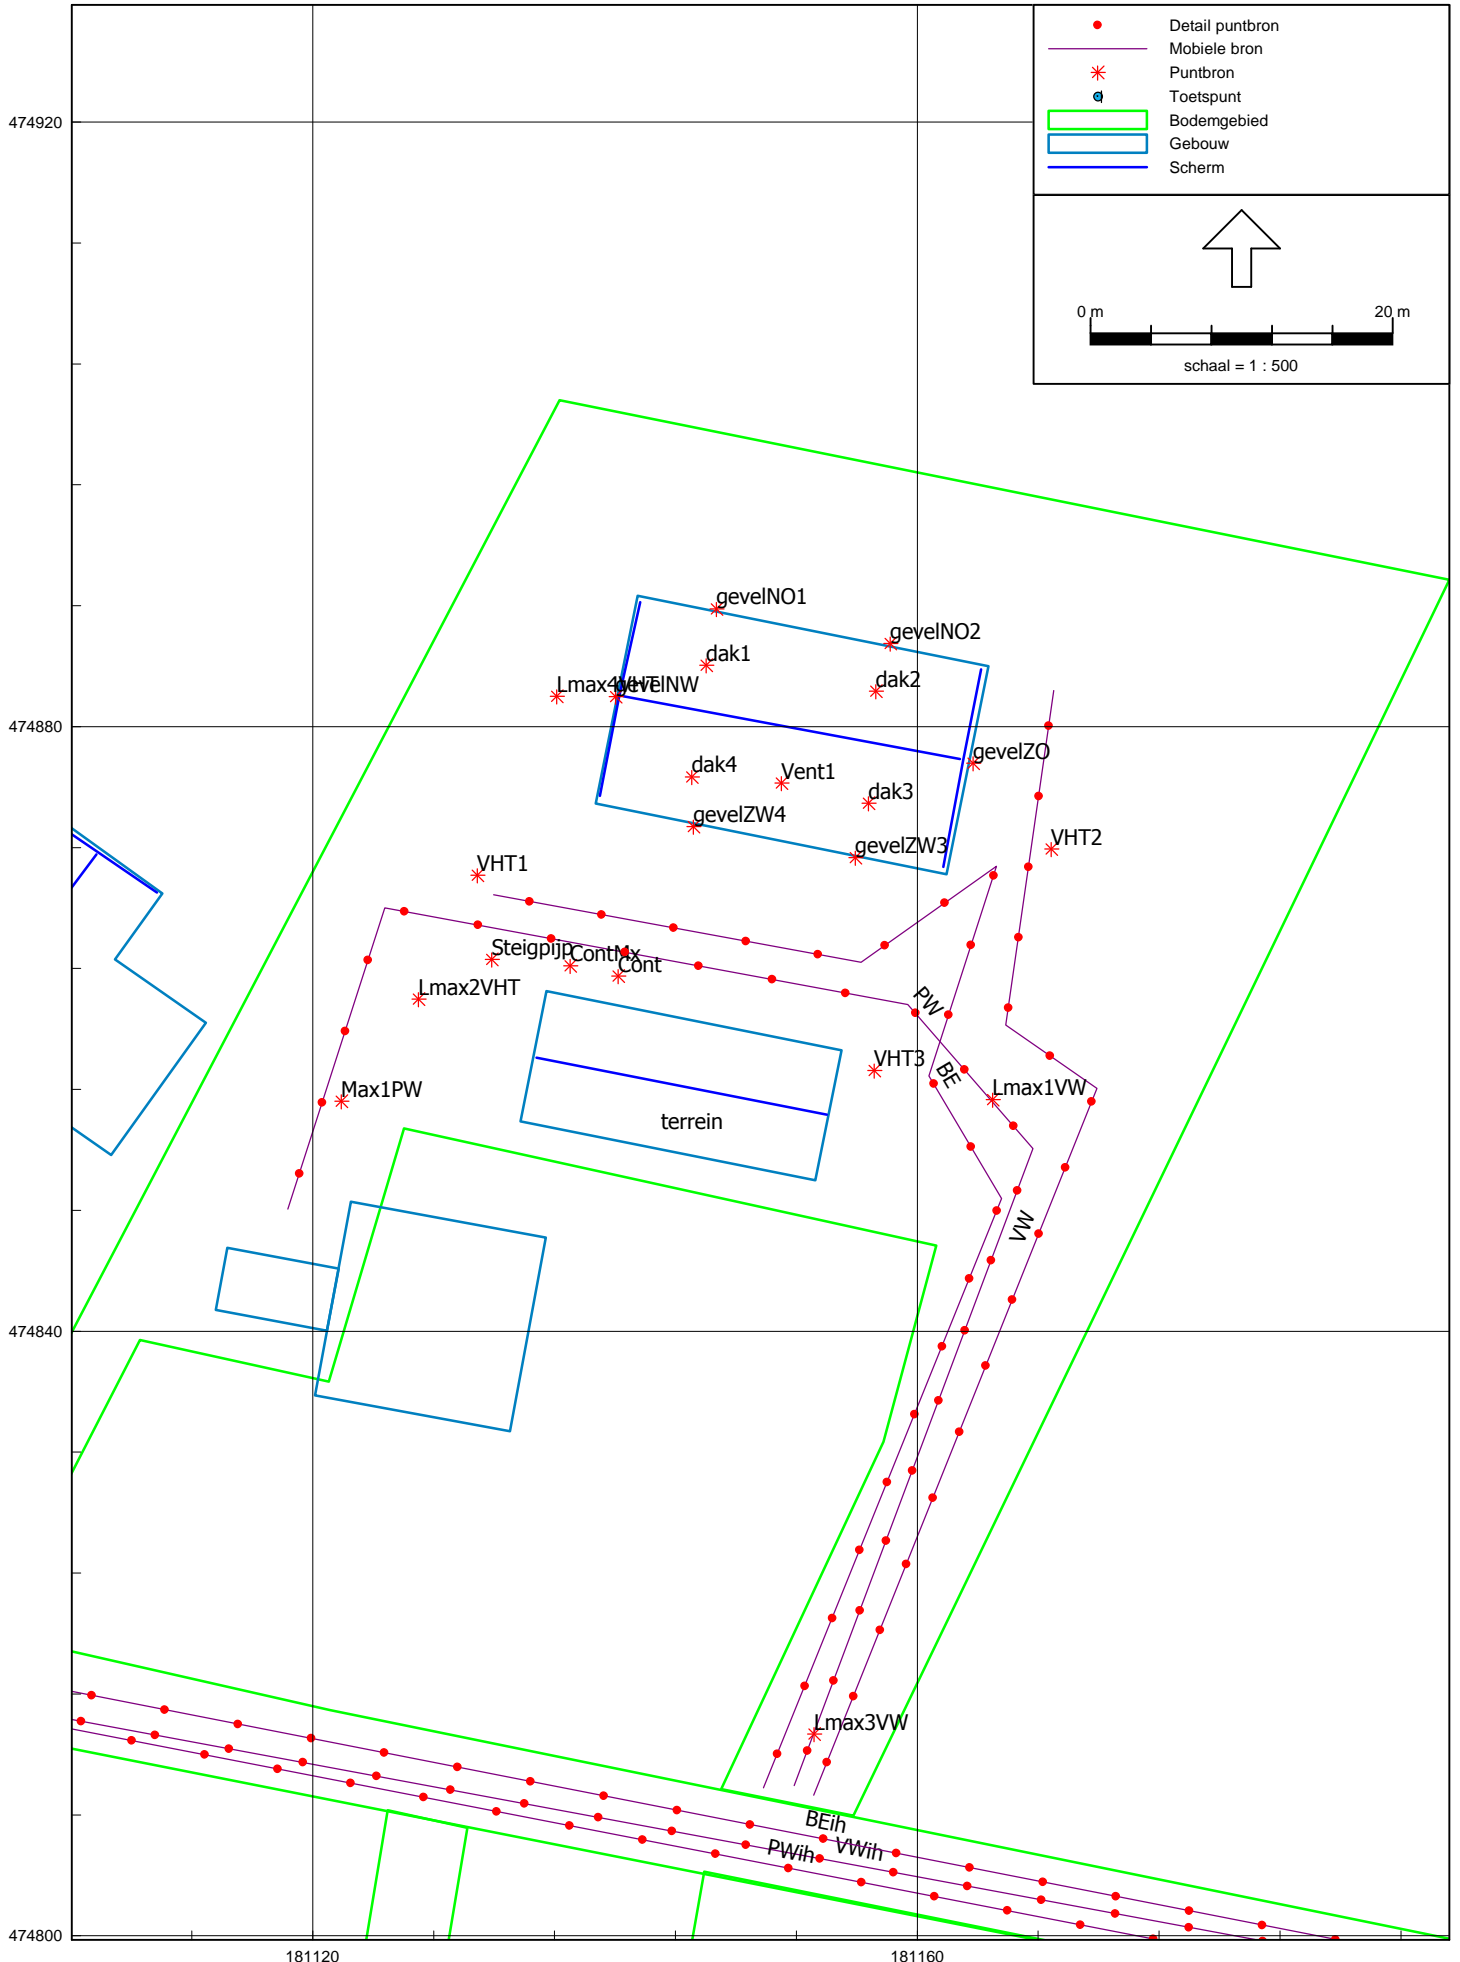 Detail puntbron
Mobiele bron
Puntbron
Toetspunt
Bodemgebied
Gebouw
Scherm
0 m
20 m
schaal = 1 : 500
474920
gevelNO1
gevelNO2
dak1
dak2
Lmax4VHT
gevelNW
474880
gevelZO
dak4
Vent1
dak3
gevelZW4
gevelZW3
VHT2
VHT1
Steigpijp
ContMx
Cont
Lmax2VHT
PW
VHT3
BE
Lmax1VW
Max1PW
terrein
VW
474840
Lmax3VW
BEih
VWih
PWih
474800
181120
181160